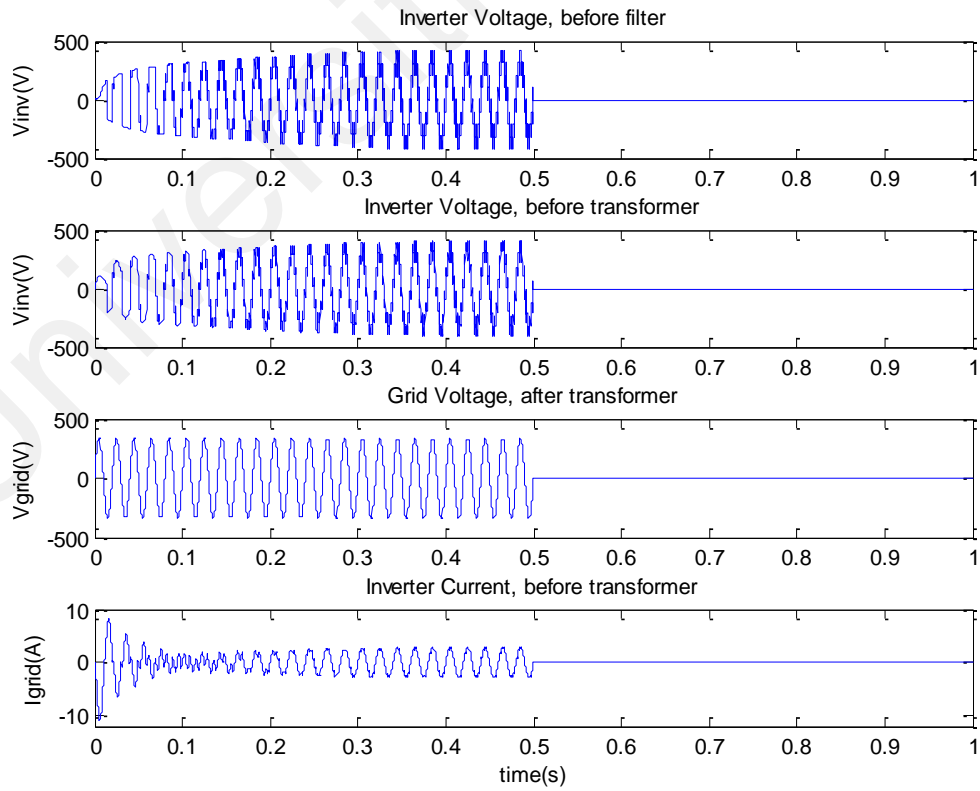 Inverter Voltage, before filter
500
0
-500
Vinv(V)
0 0.1 0.2 0.3 0.4 0.5 0.6 0.7 0.8 0.9 1
Inverter Voltage, before transformer
500
0
-500
Vinv(V)
0 0.1 0.2 0.3 0.4 0.5 0.6 0.7 0.8 0.9 1
Grid Voltage, after transformer
500
0
-500
Vgrid(V)
0 0.1 0.2 0.3 0.4 0.5 0.6 0.7 0.8 0.9 1
Inverter Current, before transformer
10
0
-10
Igrid(A)
0 0.1 0.2 0.3 0.4 0.5 0.6 0.7 0.8 0.9 1
time(s)
Universit